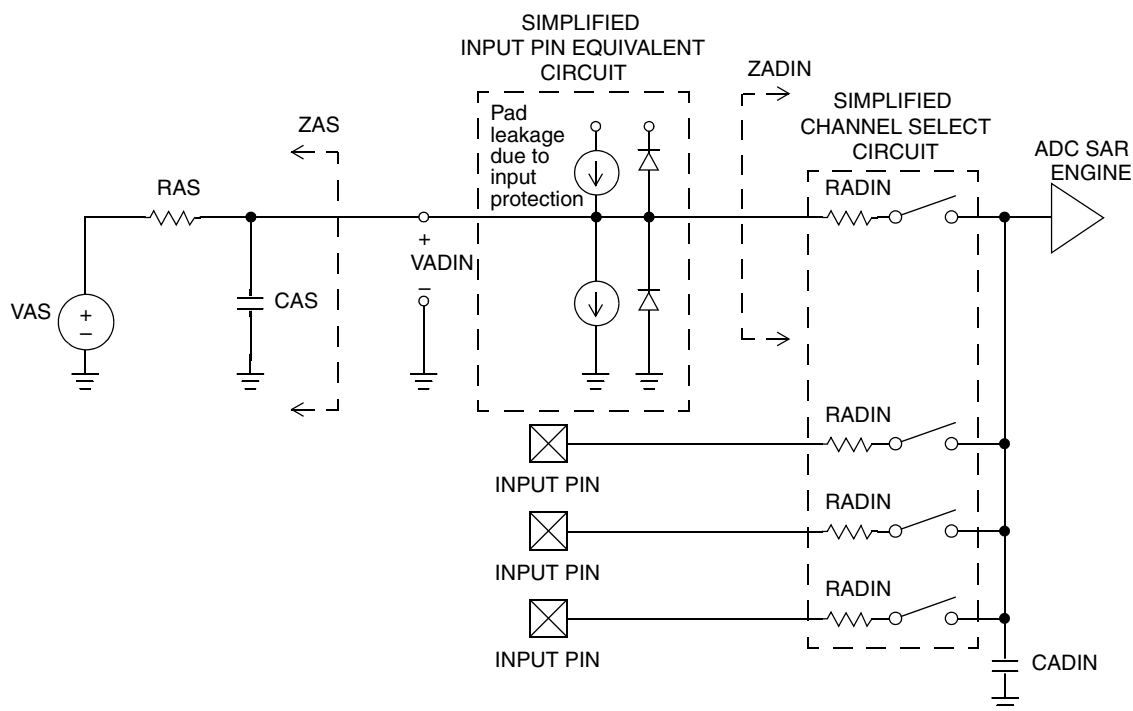 SIMPLIFIED
INPUT PIN EQUIVALENT
CIRCUIT
ZADIN
Pad
leakage
due to
input
protection
SIMPLIFIED
CHANNEL SELECT
CIRCUIT
ADC SAR
ENGINE
ZAS
RAS
RADIN
+
VADIN
–
VAS
+
–
CAS
RADIN
INPUT PIN
RADIN
INPUT PIN
RADIN
INPUT PIN
CADIN